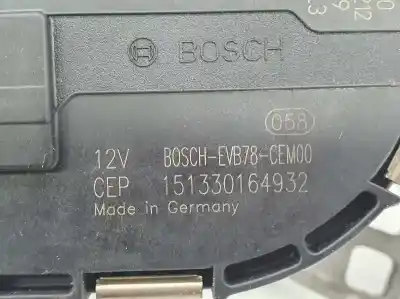 BOSCH
058
12V BOSCH-EVB78-CEM00
CEP 151330164932
Made in Germany